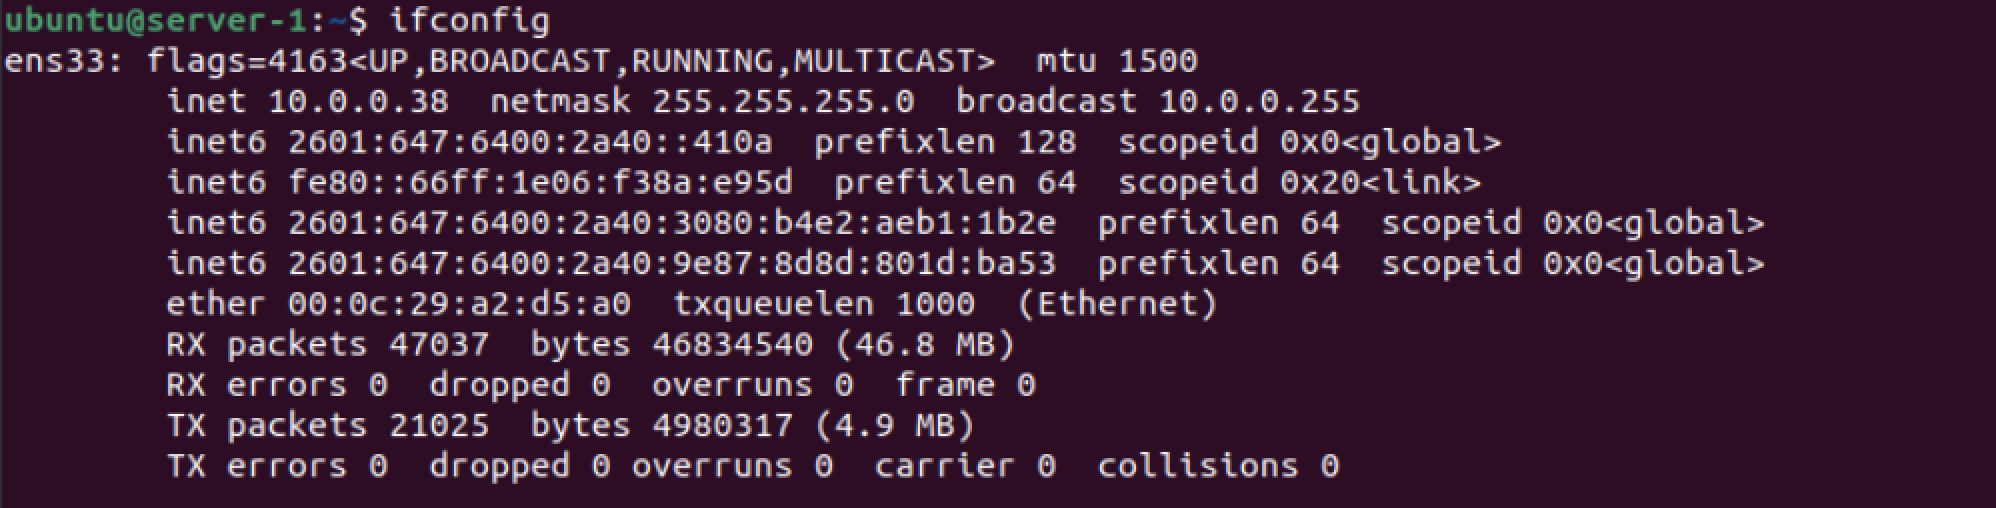 ubuntu@server-1:~$ ifconfig
ens33: flags=4163<UP,BROADCAST,RUNNING,MULTICAST>  mtu 1500
        inet 10.0.0.38  netmask 255.255.255.0  broadcast 10.0.0.255
        inet6 2601:647:6400:2a40::410a  prefixlen 128  scopeid 0x0<global>
        inet6 fe80::66ff:1e06:f38a:e95d  prefixlen 64  scopeid 0x20<link>
        inet6 2601:647:6400:2a40:3080:b4e2:aeb1:1b2e  prefixlen 64  scopeid 0x0<global>
        inet6 2601:647:6400:2a40:9e87:8d8d:801d:ba53  prefixlen 64  scopeid 0x0<global>
        ether 00:0c:29:a2:d5:a0  txqueuelen 1000  (Ethernet)
        RX packets 47037  bytes 46834540 (46.8 MB)
        RX errors 0  dropped 0  overruns 0  frame 0
        TX packets 21025  bytes 4980317 (4.9 MB)
        TX errors 0  dropped 0 overruns 0  carrier 0  collisions 0